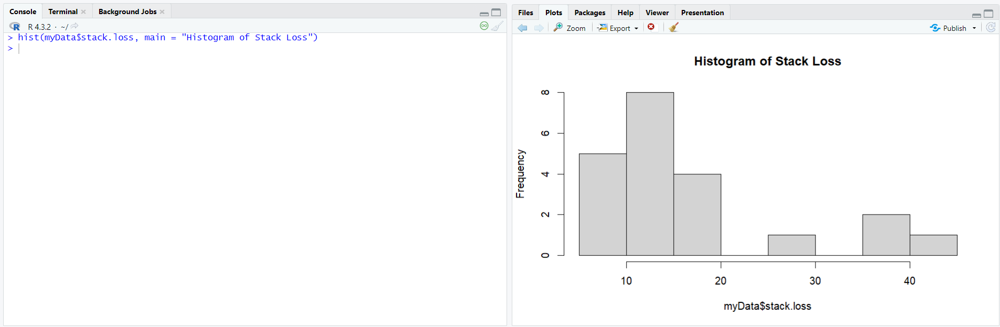 Console Terminal Background Jobs
R R 4.3.2 · ~/
> hist(myData$stack.loss, main = "Histogram of Stack Loss")
>
Files Plots Packages Help Viewer Presentation
Zoom Export Publish
Histogram of Stack Loss
8
6
4
2
0
Frequency
10 20 30 40
myData$stack.loss